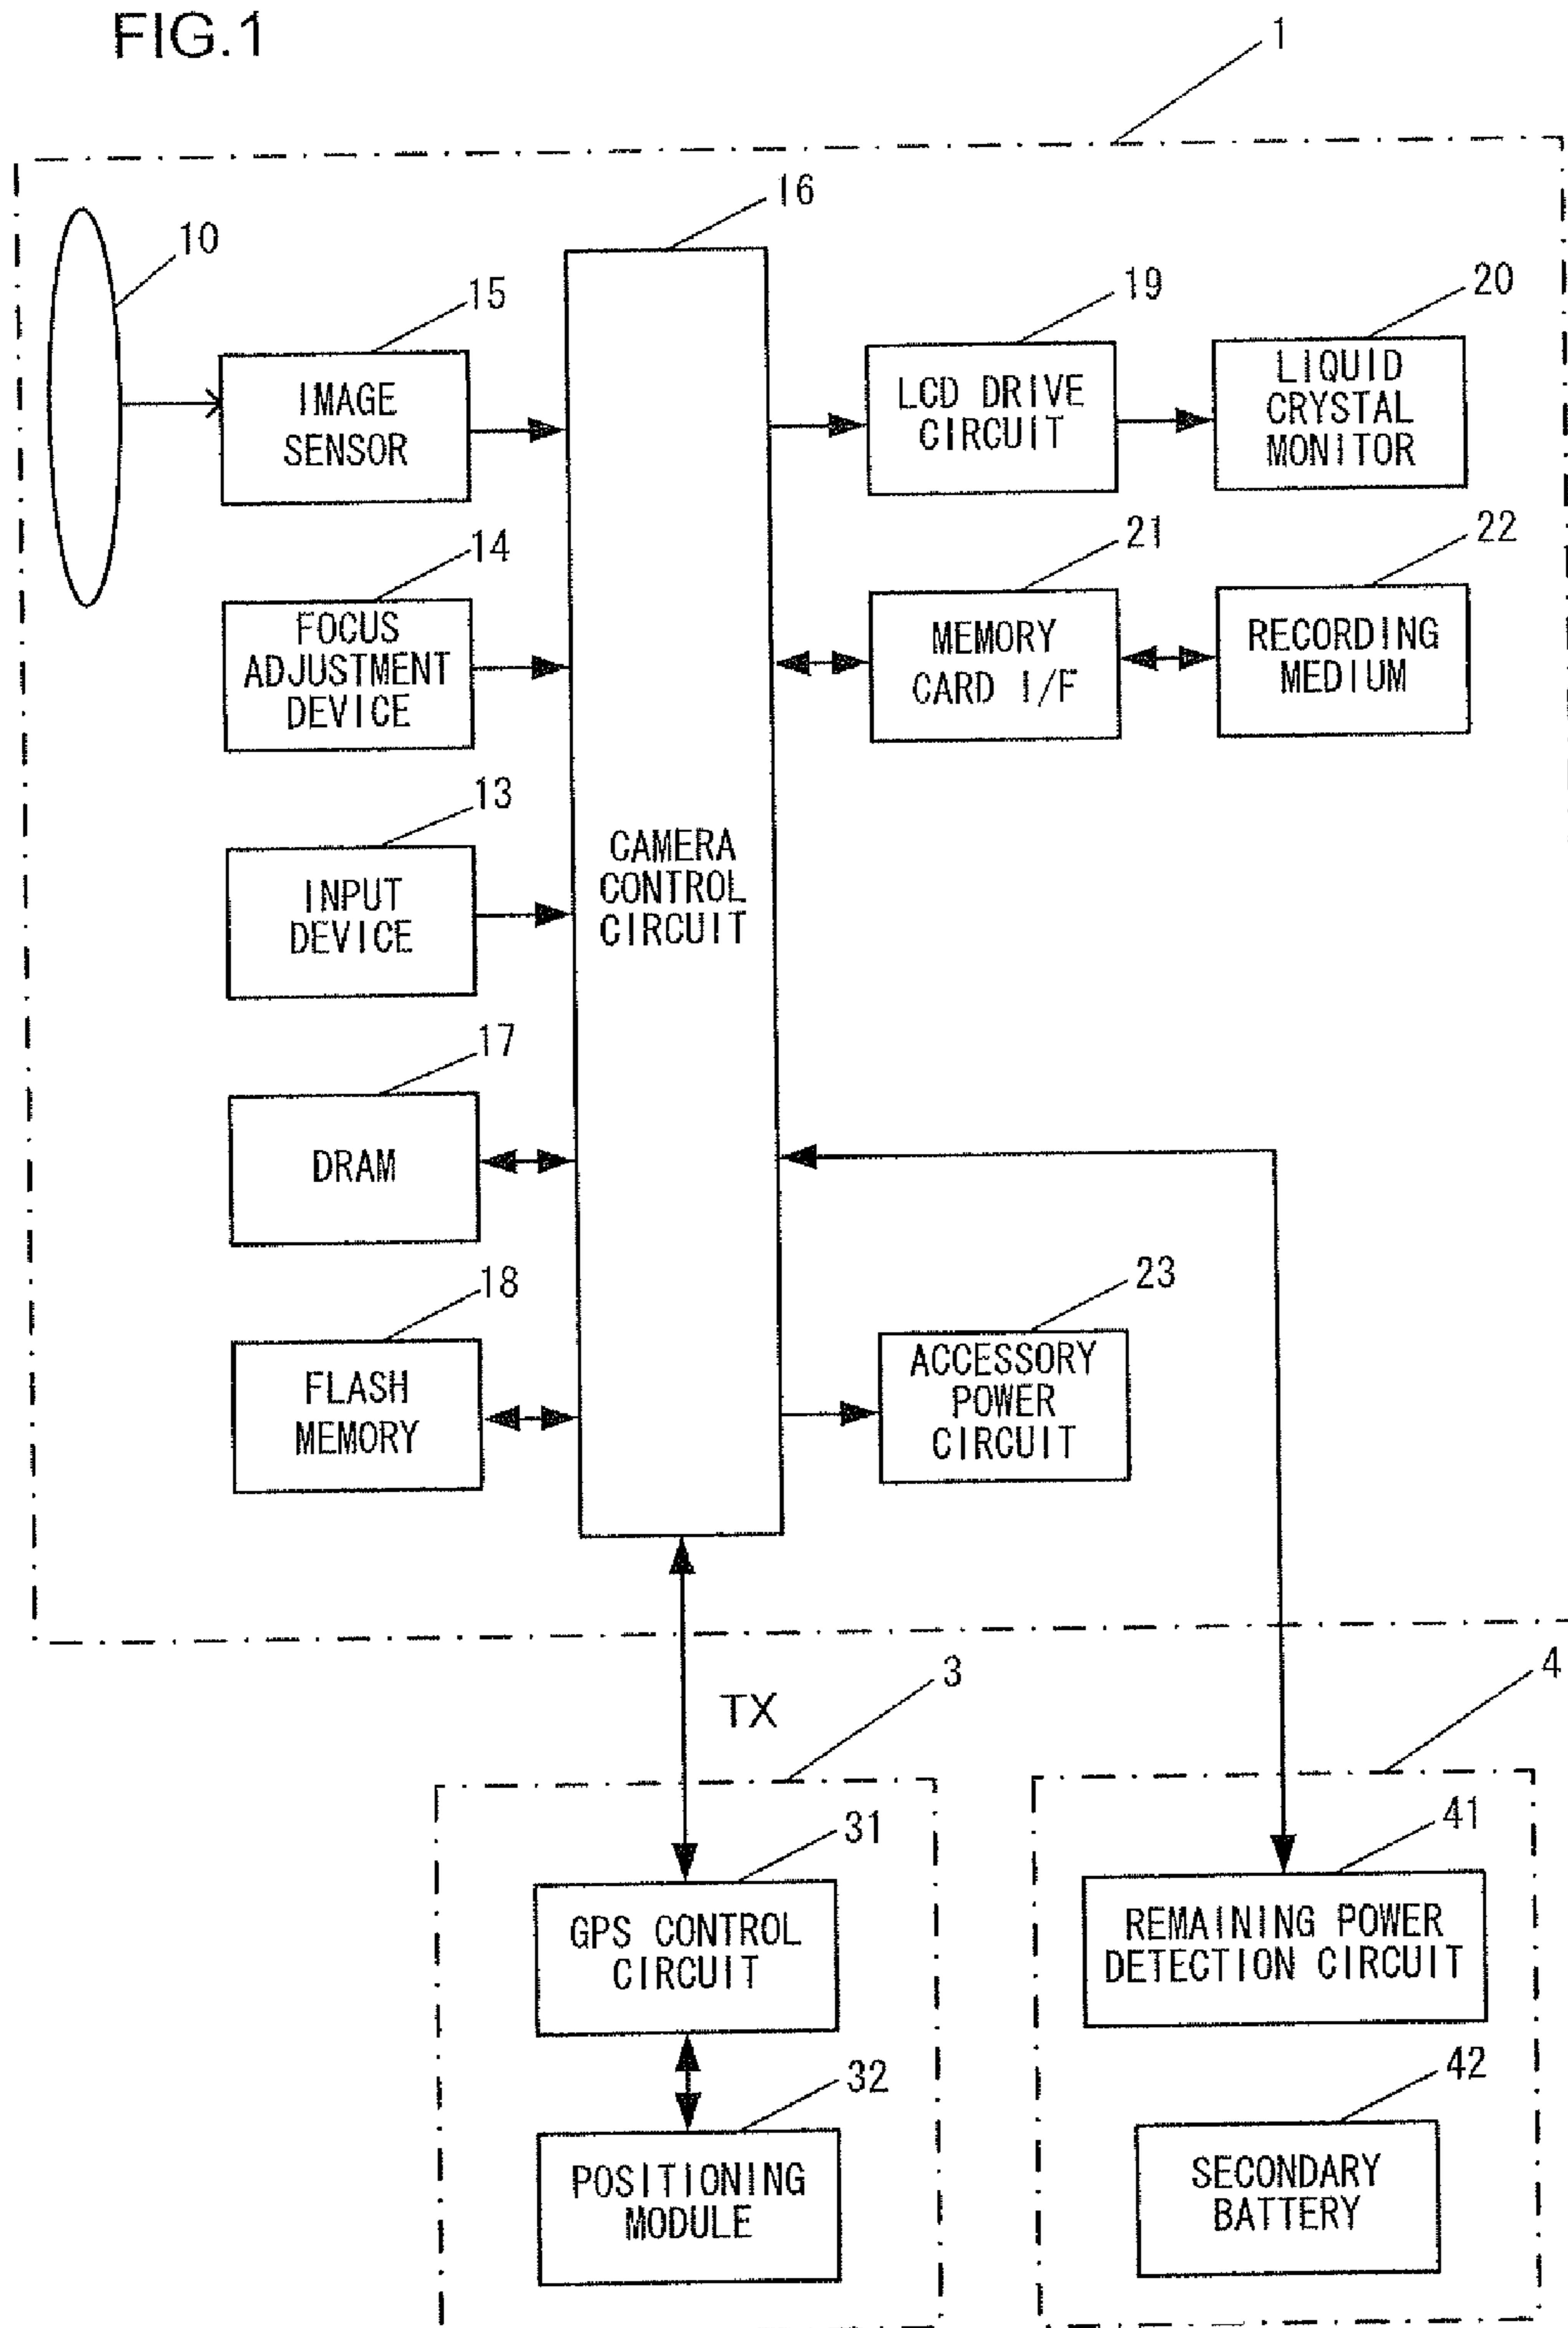 FIG.1
1
16
10
15
19
20
IMAGE
SENSOR
LCD DRIVE
CIRCUIT
LIQUID
CRYSTAL
MONITOR
14
21
22
FOCUS
ADJUSTMENT
DEVICE
MEMORY
CARD I/F
RECORDING
MEDIUM
13
INPUT
DEVICE
CAMERA
CONTROL
CIRCUIT
17
DRAM
18
23
FLASH
MEMORY
ACCESSORY
POWER
CIRCUIT
TX
3
4
31
41
GPS CONTROL
CIRCUIT
REMAINING POWER
DETECTION CIRCUIT
32
42
POSITIONING
MODULE
SECONDARY
BATTERY